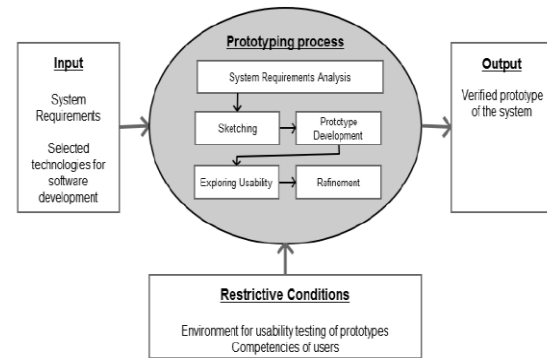 Input
System
Requirements
Selected
technologies for
software
development
Prototyping process
System Requirements Analysis
Sketching
Prototype
Development
Exploring Usability
Refinement
Output
Verified prototype
of the system
Restrictive Conditions
Environment for usability testing of prototypes
Competencies of users